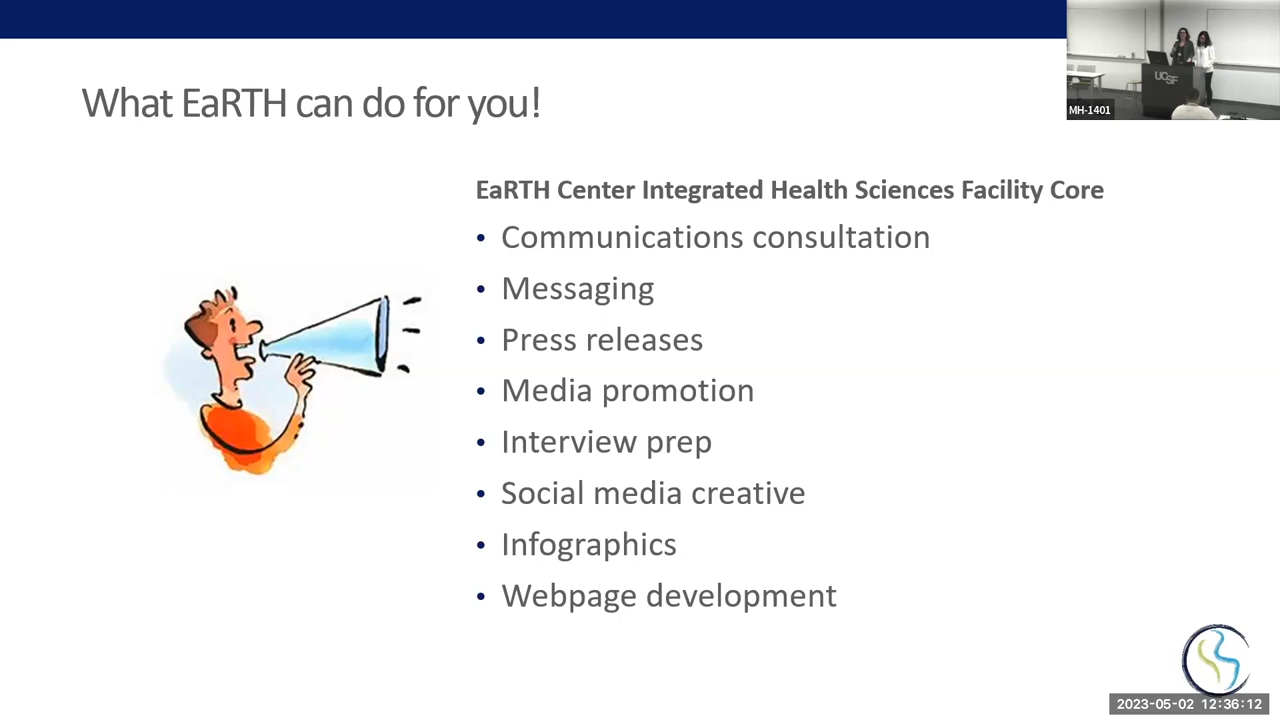 What EaRTH can do for you!
UCSF
MH-1401
EaRTH Center Integrated Health Sciences Facility Core
• Communications consultation
• Messaging
• Press releases
• Media promotion
• Interview prep
• Social media creative
• Infographics
• Webpage development
2023-05-02 12:36:12